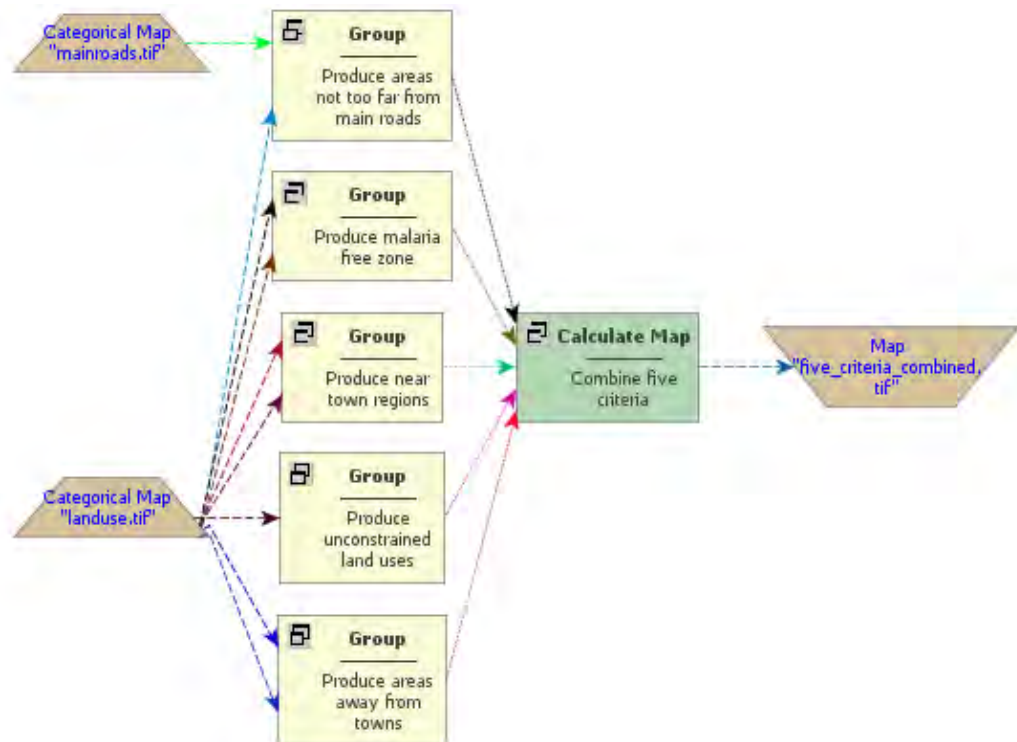 Categorical Map
"mainroads.tif"
Group
Produce areas
not too far from
main roads
Group
Produce malaria
free zone
Group
Produce near
town regions
Calculate Map
Combine five
criteria
Map
"five_criteria_combined.
tif"
Categorical Map
"landuse.tif"
Group
Produce
unconstrained
land uses
Group
Produce areas
away from
towns